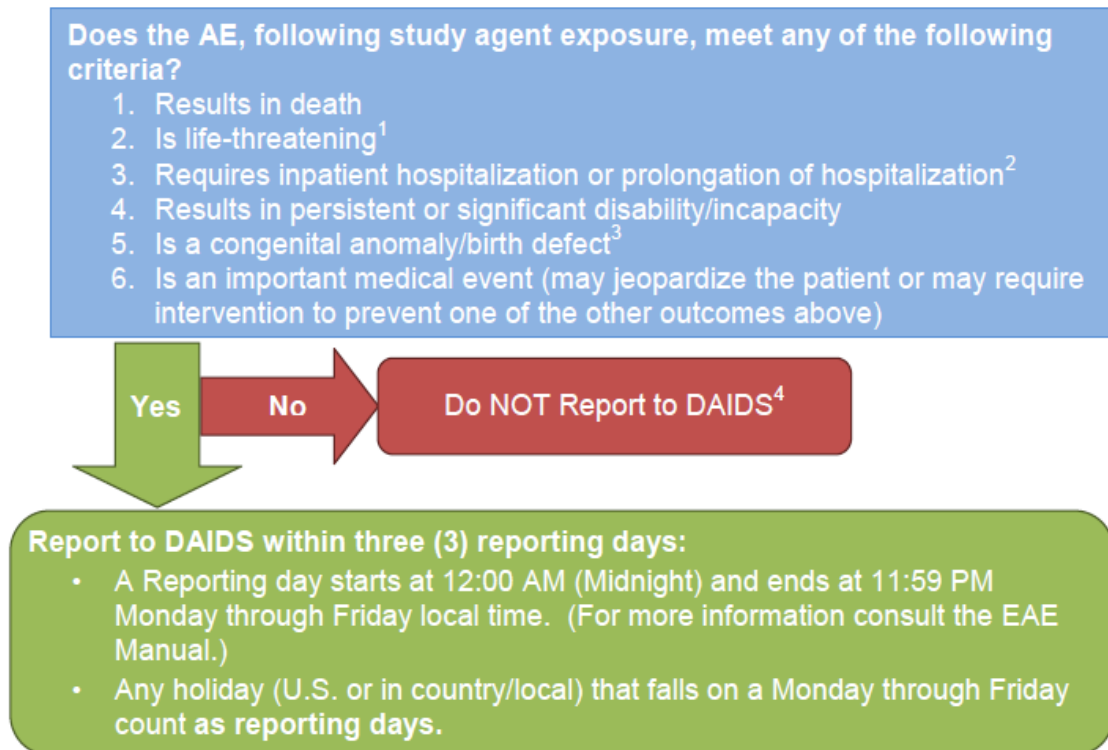 Does the AE, following study agent exposure, meet any of the following
criteria?
1. Results in death
2. Is life-threatening1
3. Requires inpatient hospitalization or prolongation of hospitalization2
4. Results in persistent or significant disability/incapacity
5. Is a congenital anomaly/birth defect3
6. Is an important medical event (may jeopardize the patient or may require
intervention to prevent one of the other outcomes above)
Yes
No
Do NOT Report to DAIDS4
Report to DAIDS within three (3) reporting days:
• A Reporting day starts at 12:00 AM (Midnight) and ends at 11:59 PM
Monday through Friday local time. (For more information consult the EAE
Manual.)
• Any holiday (U.S. or in country/local) that falls on a Monday through Friday
count as reporting days.